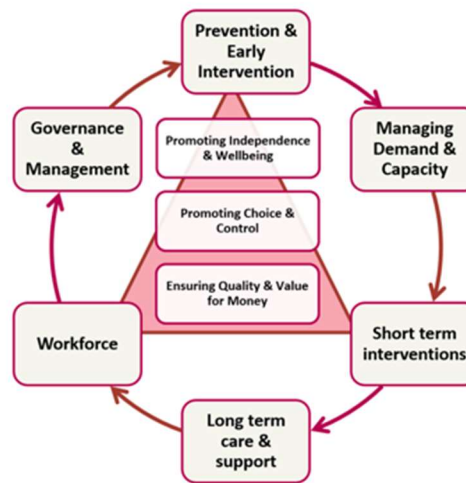 Prevention &
Early
Intervention
Governance
&
Management
Promoting Independence
& Wellbeing
Managing
Demand &
Capacity
Promoting Choice &
Control
Ensuring Quality & Value
for Money
Workforce
Short term
interventions
Long term
care &
support